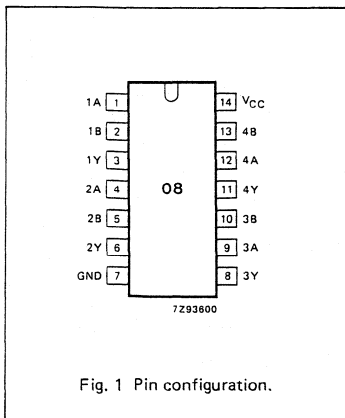 1A 1 14 VCC
1B 2 13 4B
1Y 3 12 4A
2A 4 08 11 4Y
2B 5 10 3B
2Y 6 9 3A
GND 7 8 3Y
7Z93600
Fig. 1 Pin configuration.